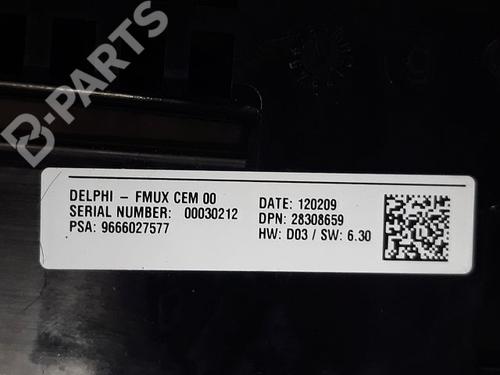 B-PARTS
DELPHI - FMUX CEM 00
SERIAL NUMBER: 00030212
PSA: 9666027577
DATE: 120209
DPN: 28308659
HW: D03 / SW: 6.30